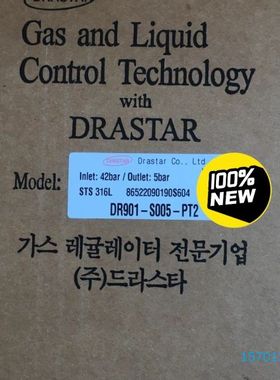 DRASTAR
Gas and Liquid
Control Technology
with
DRASTAR
DRASTAR Drastar Co., Ltd
Model:
Inlet: 42bar / Outlet: 5bar
STS 316L 86522090190S604
DR901-S005-PT2
100%
NEW
가스 레귤레이터 전문기업
(주)드라스타